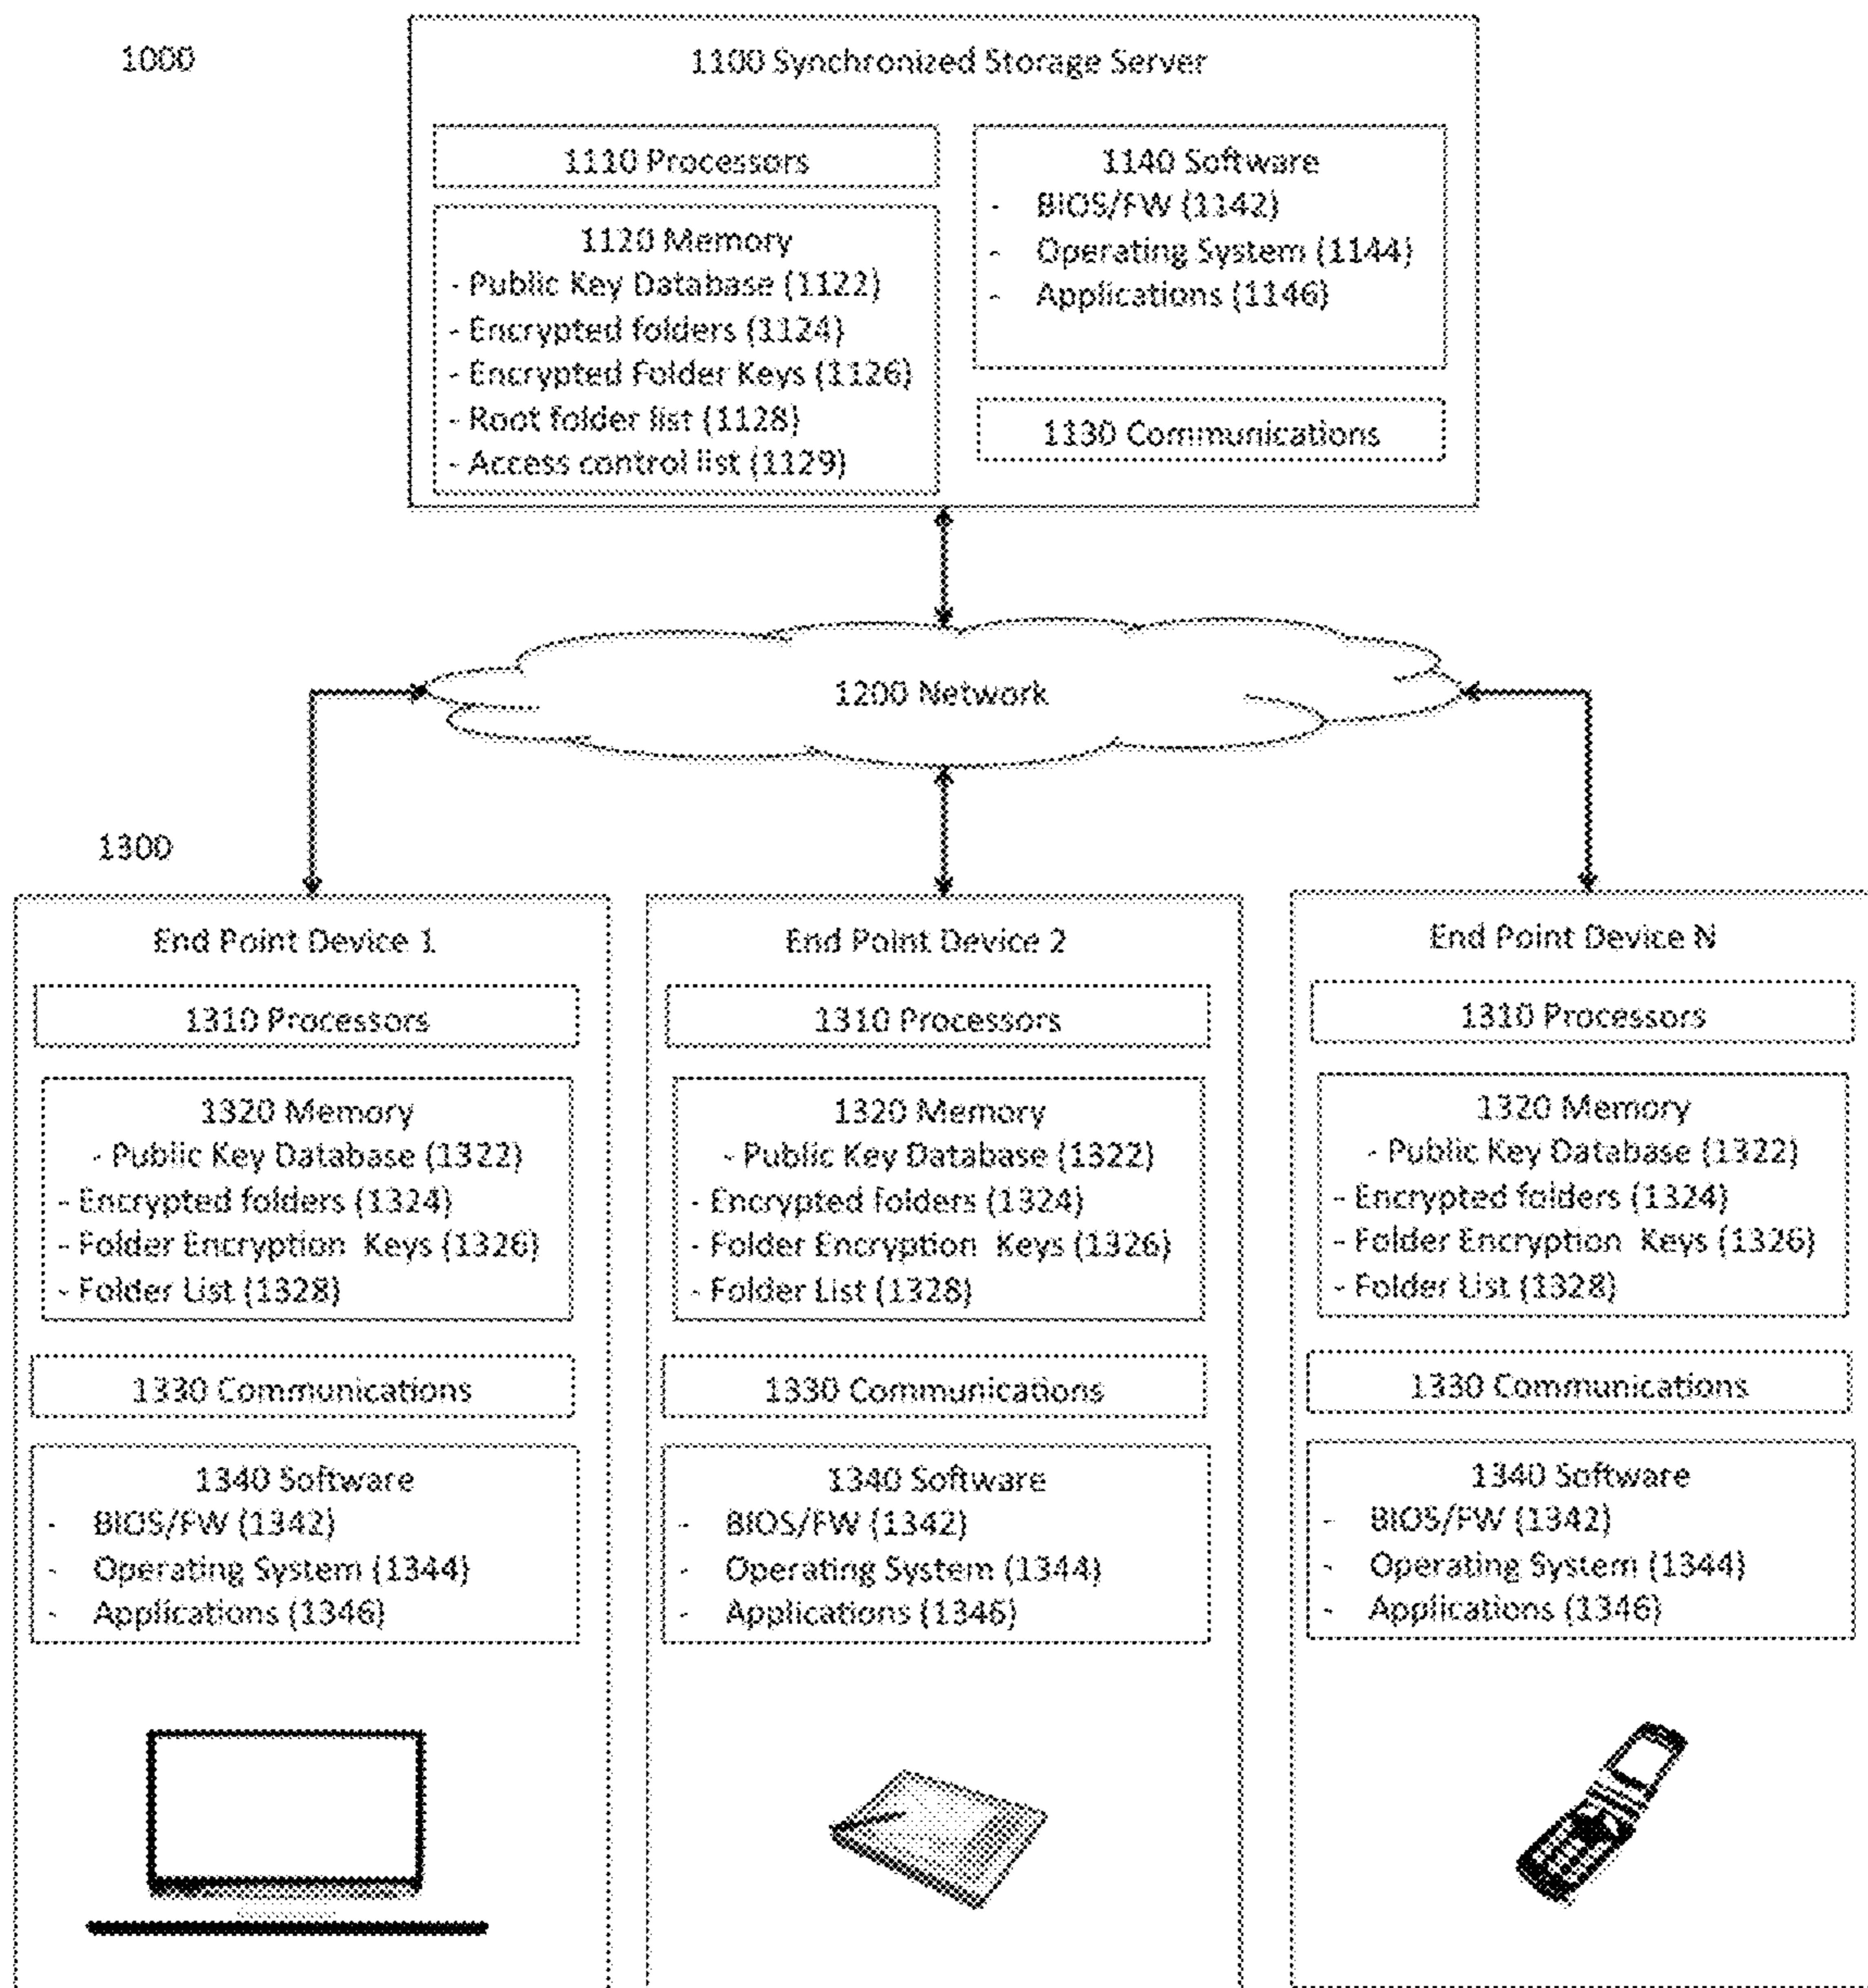 1000
1100 Synchronized Storage Server
1110 Processors
1120 Memory
- Public Key Database (1122)
- Encrypted folders (1124)
- Encrypted Folder Keys (1126)
- Root folder list (1128)
- Access control list (1129)
1140 Software
- BIOS/FW (1142)
- Operating System (1144)
- Applications (1146)
1130 Communications
1200 Network
1300
End Point Device 1
1310 Processors
1320 Memory
- Public Key Database (1322)
- Encrypted folders (1324)
- Folder Encryption Keys (1326)
- Folder List (1328)
1330 Communications
1340 Software
- BIOS/FW (1342)
- Operating System (1344)
- Applications (1346)
End Point Device 2
1310 Processors
1320 Memory
- Public Key Database (1322)
- Encrypted folders (1324)
- Folder Encryption Keys (1326)
- Folder List (1328)
1330 Communications
1340 Software
- BIOS/FW (1342)
- Operating System (1344)
- Applications (1346)
End Point Device N
1310 Processors
1320 Memory
- Public Key Database (1322)
- Encrypted folders (1324)
- Folder Encryption Keys (1326)
- Folder List (1328)
1330 Communications
1340 Software
- BIOS/FW (1342)
- Operating System (1344)
- Applications (1346)